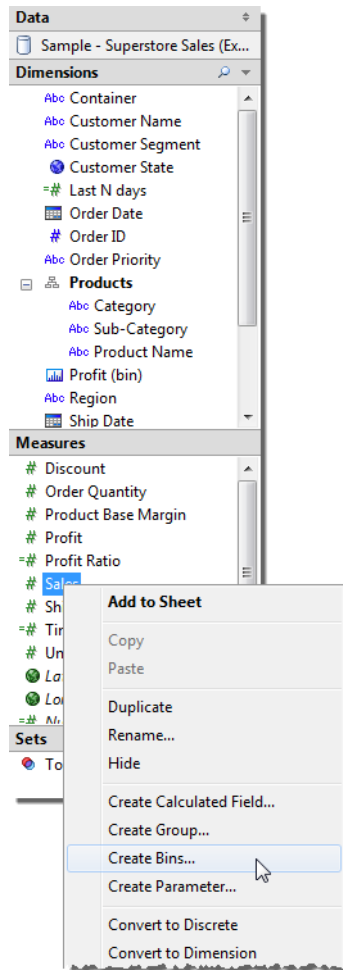 Data
Sample - Superstore Sales (Ex...
Dimensions
Abc Container
Abc Customer Name
Abc Customer Segment
Customer State
=# Last N days
Order Date
# Order ID
Abc Order Priority
Products
Abc Category
Abc Sub-Category
Abc Product Name
Profit (bin)
Abc Region
Ship Date
Measures
# Discount
# Order Quantity
# Product Base Margin
# Profit
=# Profit Ratio
# Sales
Add to Sheet
Copy
Paste
Duplicate
Rename...
Hide
Sets
Create Calculated Field...
Create Group...
Create Bins...
Create Parameter...
Convert to Discrete
Convert to Dimension